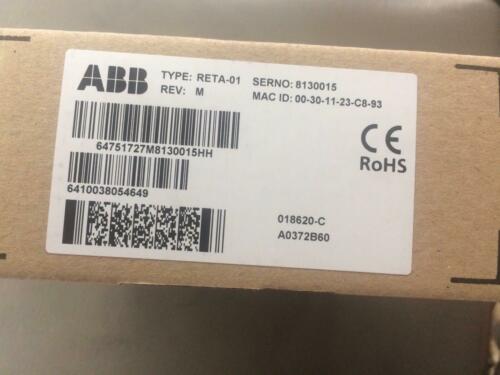 ABB
TYPE: RETA-01 SERNO: 8130015
REV: M MAC ID: 00-30-11-23-C8-93
64751727M8130015HH
CE
RoHS
6410038054649
018620-C
A0372B60